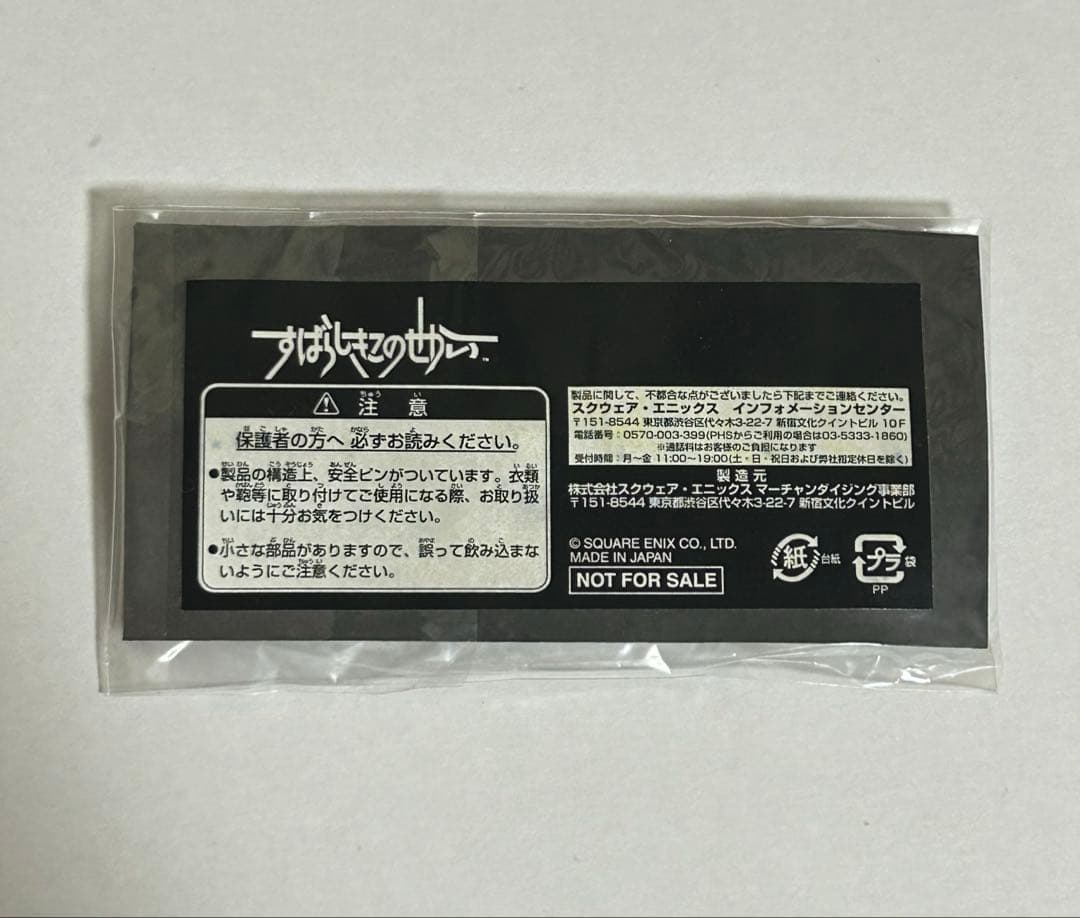 すばらしきこのせかい™
⚠ 注意
保護者の方へ 必ずお読みください。
●製品の構造上、安全ピンがついています。衣類
や鞄等に取り付けてご使用になる際、お取り扱
いには十分お気をつけください。
●小さな部品がありますので、誤って飲み込まな
いようにご注意ください。
製品に関して、不都合な点がございましたら下記までご連絡ください。
スクウェア・エニックス インフォメーションセンター
〒151-8544 東京都渋谷区代々木3-22-7 新宿文化クイントビル 10F
電話番号：0570-003-399(PHSからご利用の場合は03-5333-1860)
※通話料はお客様のご負担になります
受付時間：月～金 11:00～19:00(土・日・祝日および弊社指定休日を除く)
製造元
株式会社スクウェア・エニックス マーチャンダイジング事業部
〒151-8544 東京都渋谷区代々木3-22-7 新宿文化クイントビル
© SQUARE ENIX CO., LTD.
MADE IN JAPAN
NOT FOR SALE
紙 台紙
プラ 袋
PP